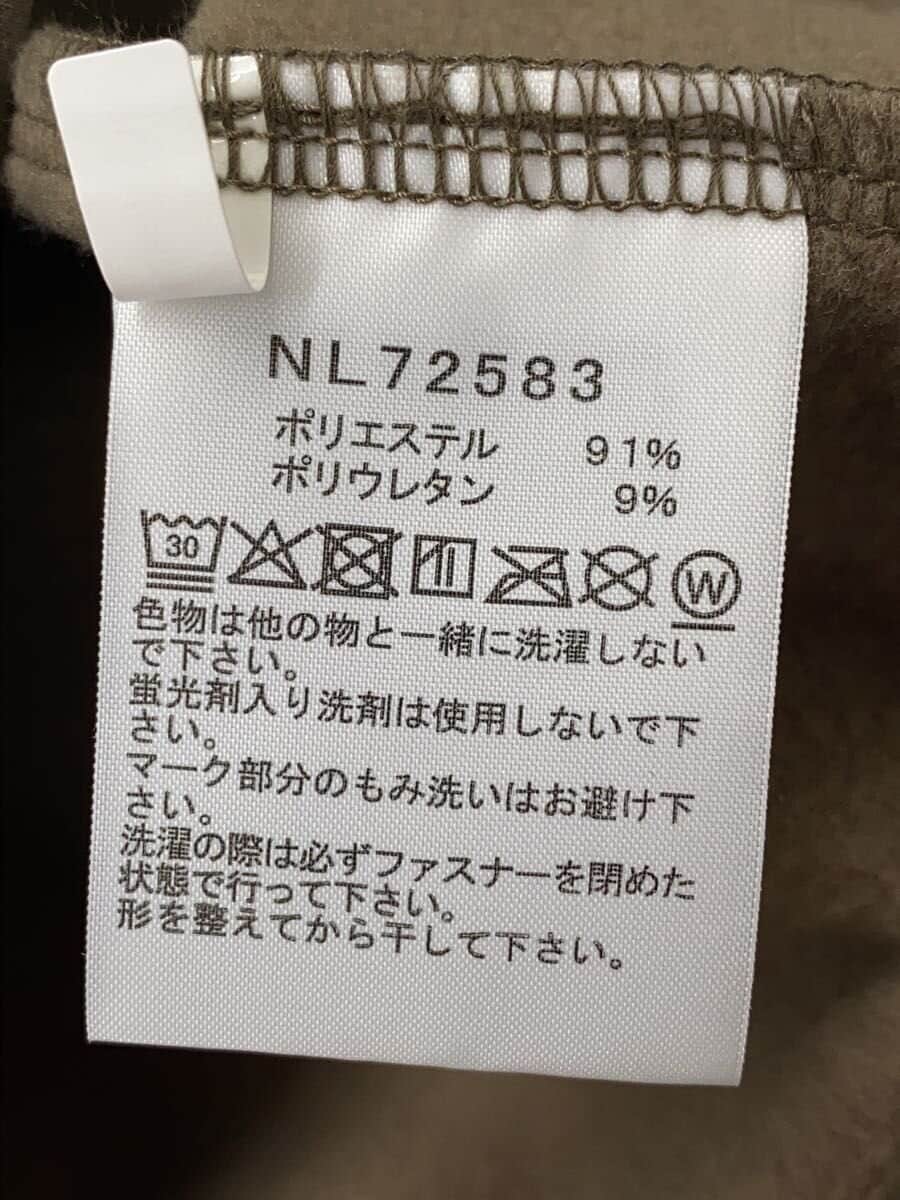 NL72583
ポリエステル 91%
ポリウレタン 9%
30
W
色物は他の物と一緒に洗濯しない
で下さい。
蛍光剤入り洗剤は使用しないで下
さい。
マーク部分のもみ洗いはお避け下
さい。
洗濯の際は必ずファスナーを閉めた
状態で行って下さい。
形を整えてから干して下さい。